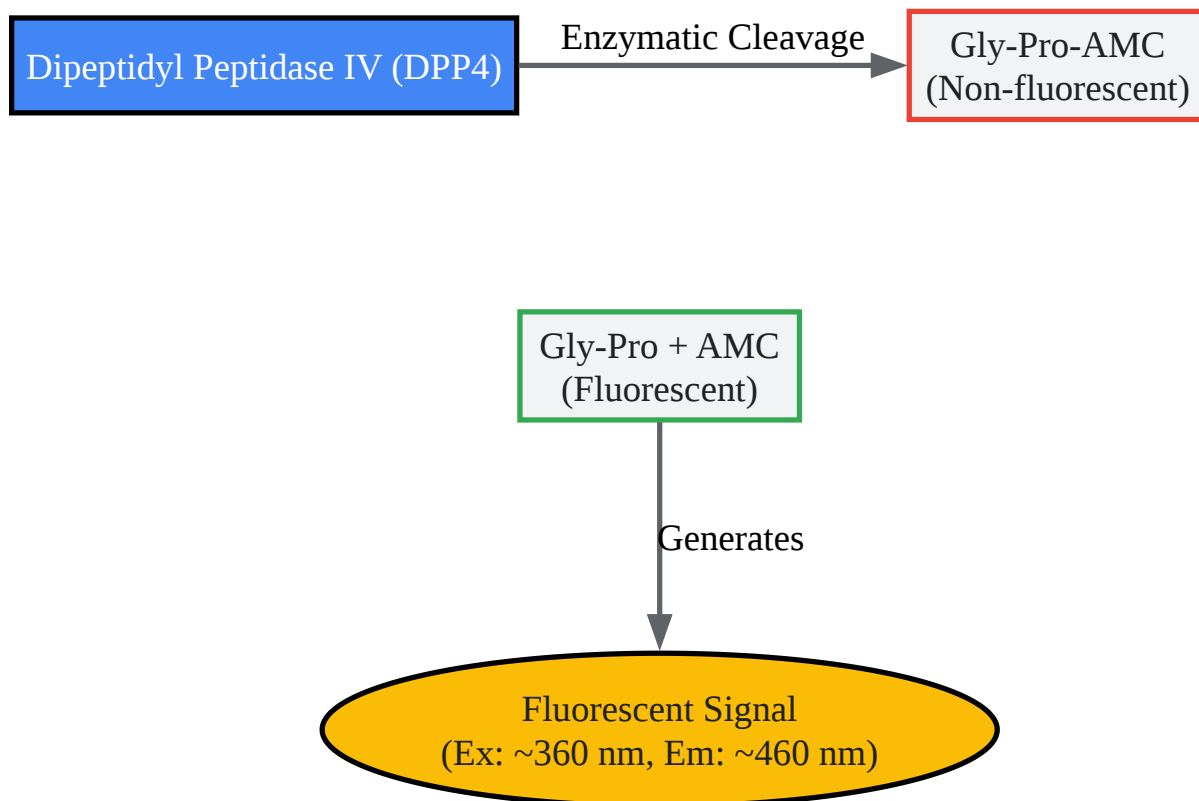 Dipeptidyl Peptidase IV (DPP4)
Enzymatic Cleavage
Gly-Pro-AMC
(Non-fluorescent)
Gly-Pro + AMC
(Fluorescent)
Generates
Fluorescent Signal
(Ex: ~360 nm, Em: ~460 nm)